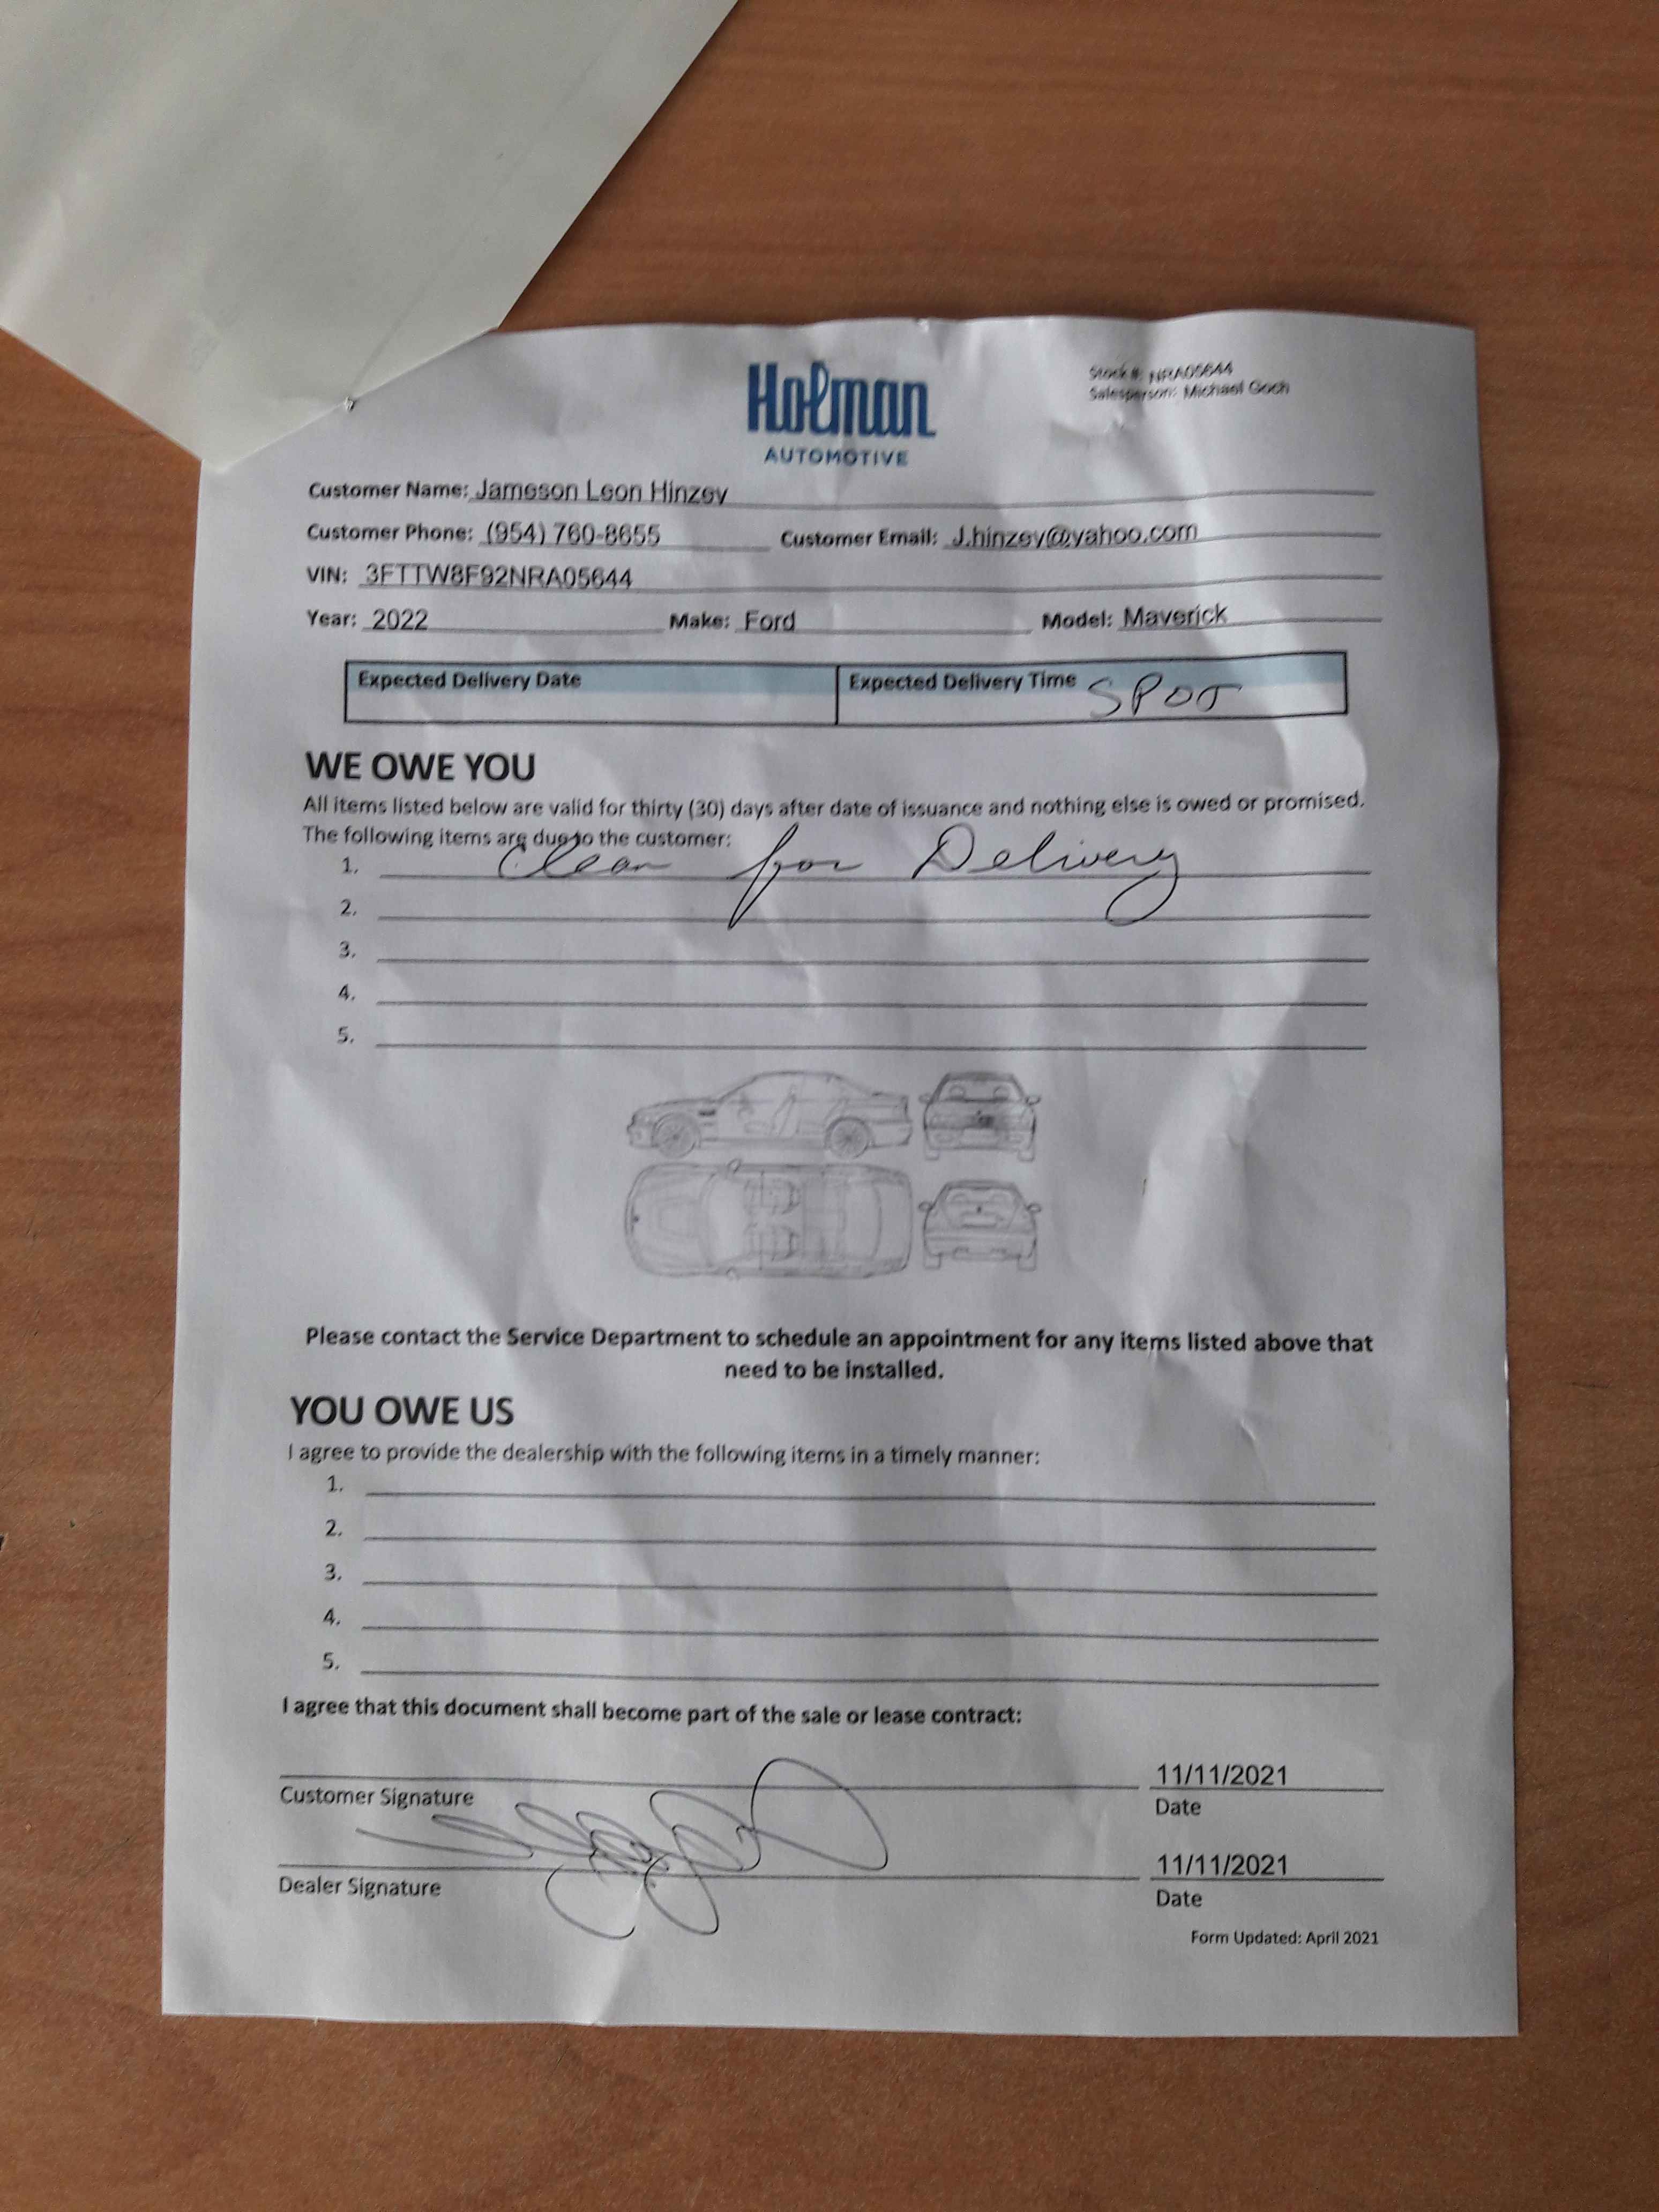 Holman
AUTOMOTIVE
Stock #: NRA05644
Salesperson: Michael Goch
Customer Name: Jameson Leon Hinzey
Customer Phone: (954) 760-8655 Customer Email: J.hinzey@yahoo.com
VIN: 3FTTW8F92NRA05644
Year: 2022 Make: Ford Model: Maverick
Expected Delivery Date Expected Delivery Time SPOT
WE OWE YOU
All items listed below are valid for thirty (30) days after date of issuance and nothing else is owed or promised.
The following items are due to the customer:
1. Clean for Delivery
2.
3.
4.
5.
Please contact the Service Department to schedule an appointment for any items listed above that
need to be installed.
YOU OWE US
I agree to provide the dealership with the following items in a timely manner:
1.
2.
3.
4.
5.
I agree that this document shall become part of the sale or lease contract:
11/11/2021
Customer Signature Date
11/11/2021
Dealer Signature Date
Form Updated: April 2021